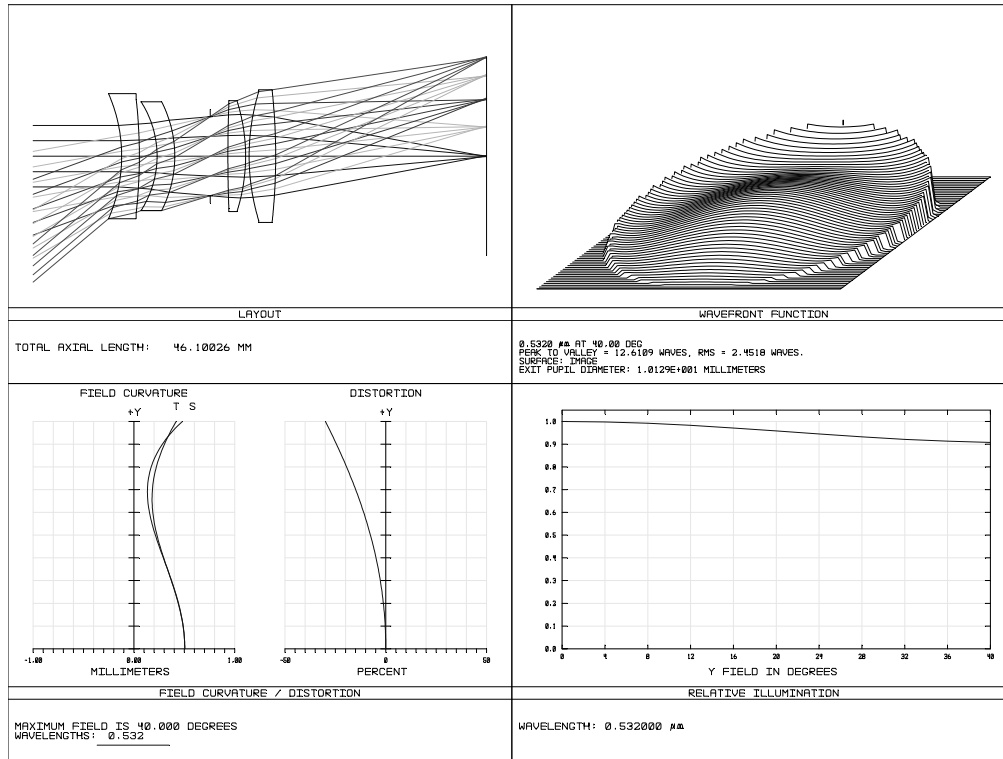 LAYOUT
TOTAL AXIAL LENGTH: 46.10026 MM
WAVEFRONT FUNCTION
0.5320 µm AT 40.00 DEG
PEAK TO VALLEY = 12.6109 WAVES, RMS = 2.4518 WAVES.
SURFACE: IMAGE
EXIT PUPIL DIAMETER: 1.0129E+001 MILLIMETERS
FIELD CURVATURE
T S
+Y
-1.00 0.00 1.00
MILLIMETERS
DISTORTION
+Y
-50 0 50
PERCENT
FIELD CURVATURE / DISTORTION
MAXIMUM FIELD IS 40.000 DEGREES
WAVELENGTHS: 0.532
1.0
0.9
0.8
0.7
0.6
0.5
0.4
0.3
0.2
0.1
0.0
0 4 8 12 16 20 24 28 32 36 40
Y FIELD IN DEGREES
RELATIVE ILLUMINATION
WAVELENGTH: 0.532000 µm